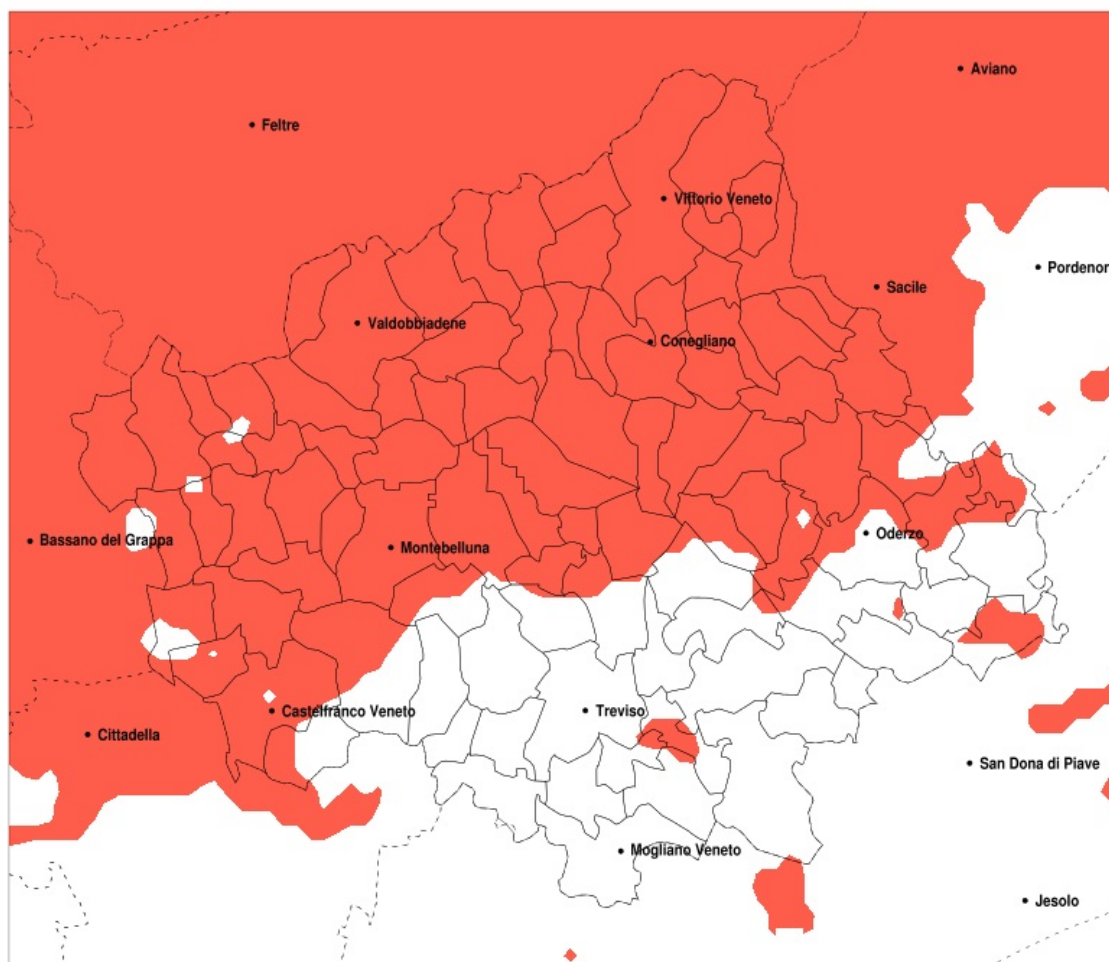 Aviano
Feltre
Vittorio Veneto
Pordenon
Sacile
Valdobbiadene
Conegliano
Oderzo
Bassano del Grappa
Montebelluna
Castelfranco Veneto
Treviso
Cittadella
San Dona di Piave
Mogliano Veneto
Jesolo